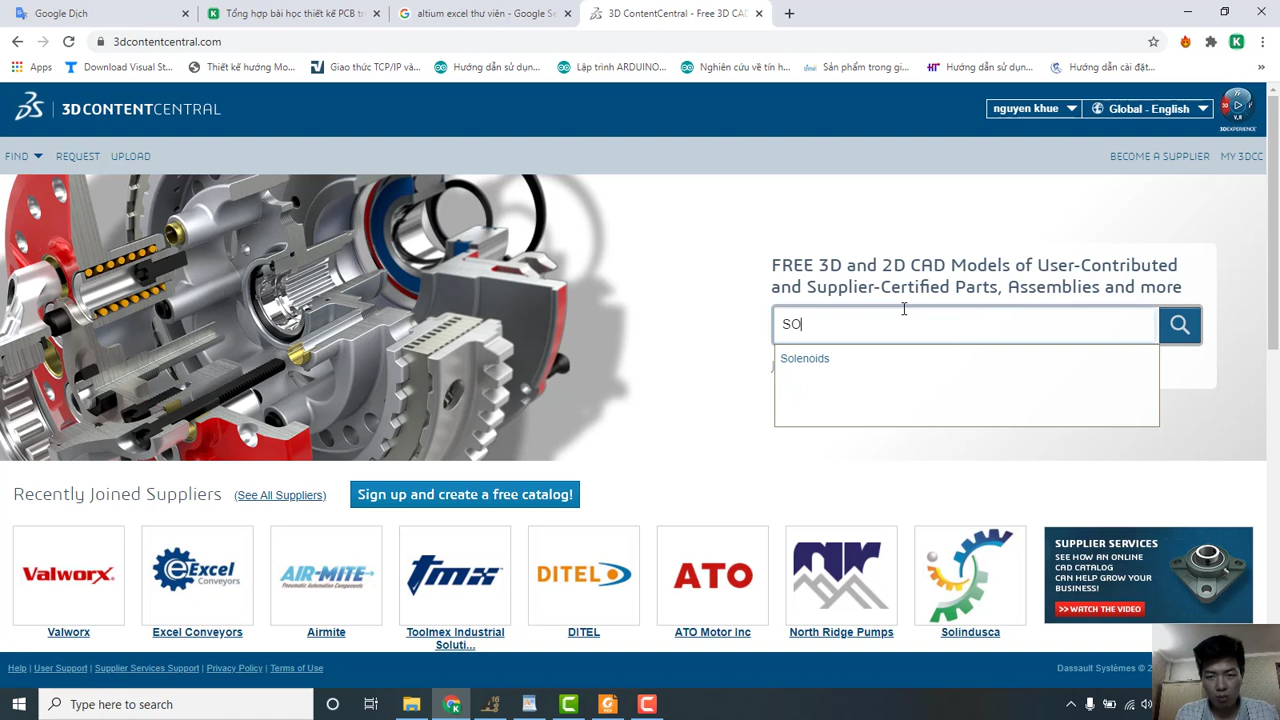 Dịch
Tổng hợp bài học thiết kế PCB tr
altium excel thư viên - Google Se
3D ContentCentral - Free 3D CAD
3dcontentcentral.com
Apps
Download Visual St...
Thiết kế hướng Mo...
Giao thức TCP/IP và...
Hướng dẫn sử dụn...
Lập trình ARDUINO...
Nghiên cứu về tín h...
Sản phẩm trong gi...
Hướng dẫn sử dụn...
Hướng dẫn cài đặt...
3DCONTENTCENTRAL
nguyen khue
Global - English
3DEXPERIENCE
FIND
REQUEST
UPLOAD
BECOME A SUPPLIER
MY 3DCC
FREE 3D and 2D CAD Models of User-Contributed
and Supplier-Certified Parts, Assemblies and more
SO
Solenoids
Recently Joined Suppliers
(See All Suppliers)
Sign up and create a free catalog!
Valworx
eExcel
Conveyors
AIR-MITE
Pneumatic Automation Components
tmx
DITEL
ATO
Valworx
Excel Conveyors
Airmite
Toolmex Industrial
Soluti...
DITEL
ATO Motor Inc
North Ridge Pumps
Solindusca
SUPPLIER SERVICES
SEE HOW AN ONLINE
CAD CATALOG
CAN HELP GROW YOUR
BUSINESS!
>> WATCH THE VIDEO
Help | User Support | Supplier Services Support | Privacy Policy | Terms of Use
Dassault Systèmes © 2
Type here to search